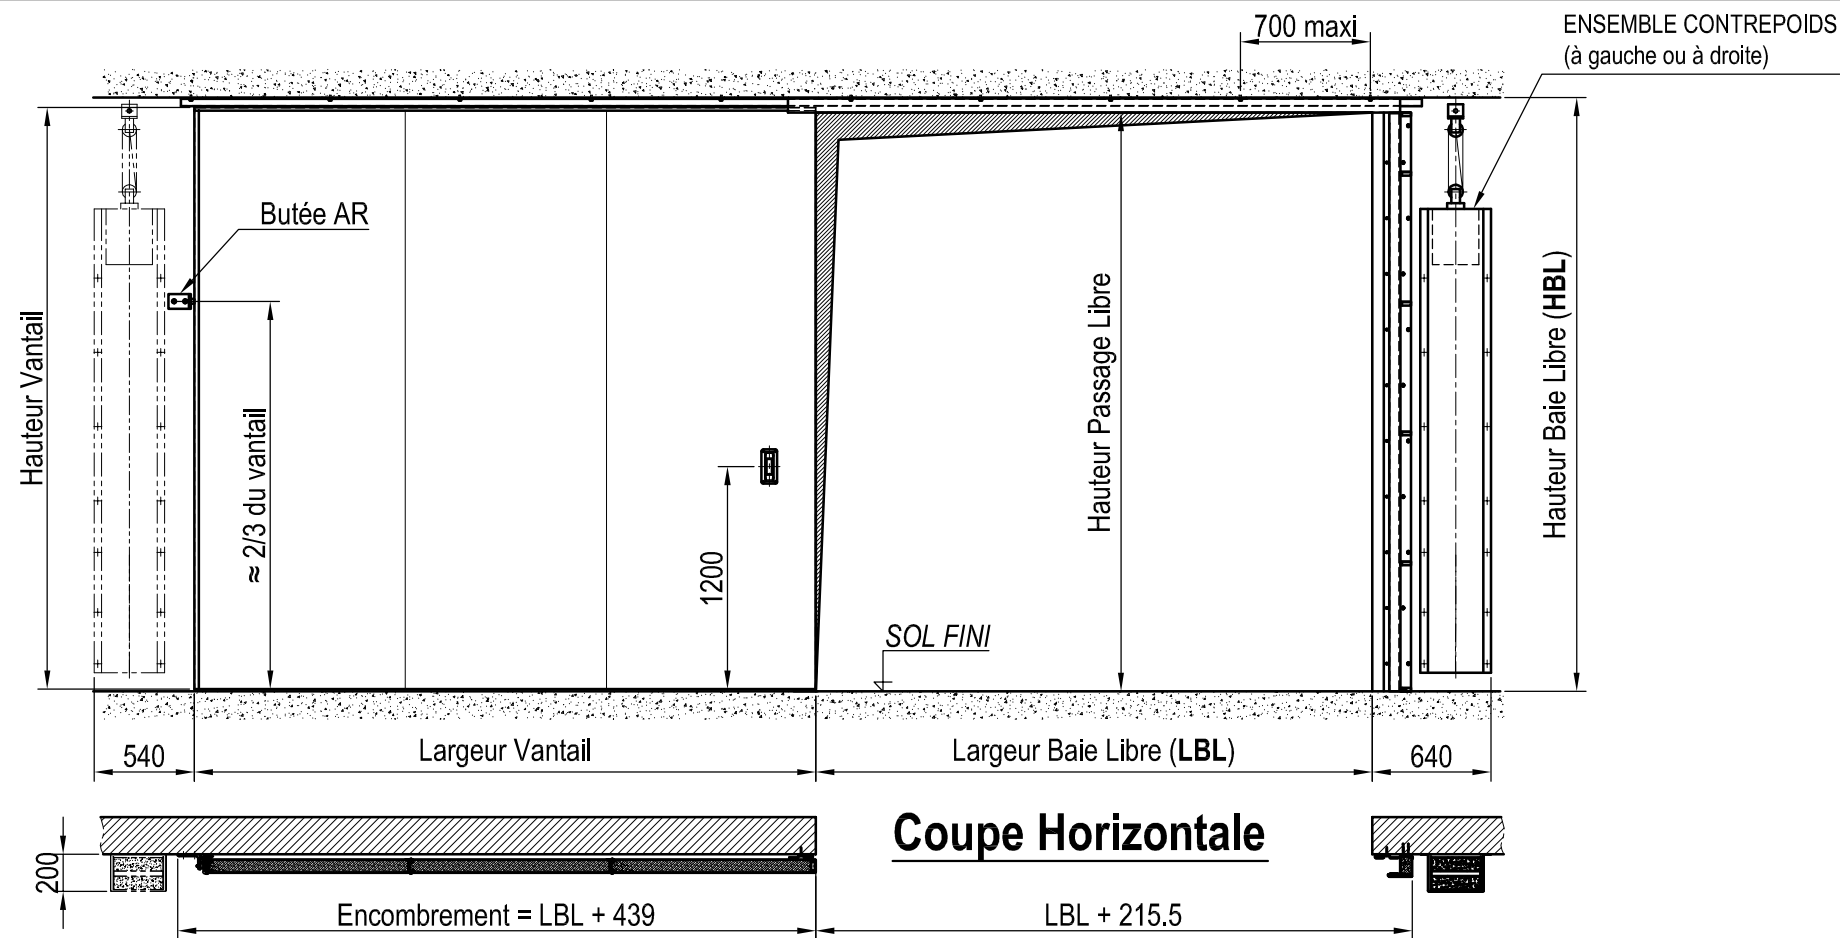 700 maxi
ENSEMBLE CONTREPOIDS
(à gauche ou à droite)
Butée AR
Hauteur Vantail
≈ 2/3 du vantail
1200
Hauteur Passage Libre
Hauteur Baie Libre (HBL)
SOL FINI
540
Largeur Vantail
Largeur Baie Libre (LBL)
640
Coupe Horizontale
200
Encombrement = LBL + 439
LBL + 215.5